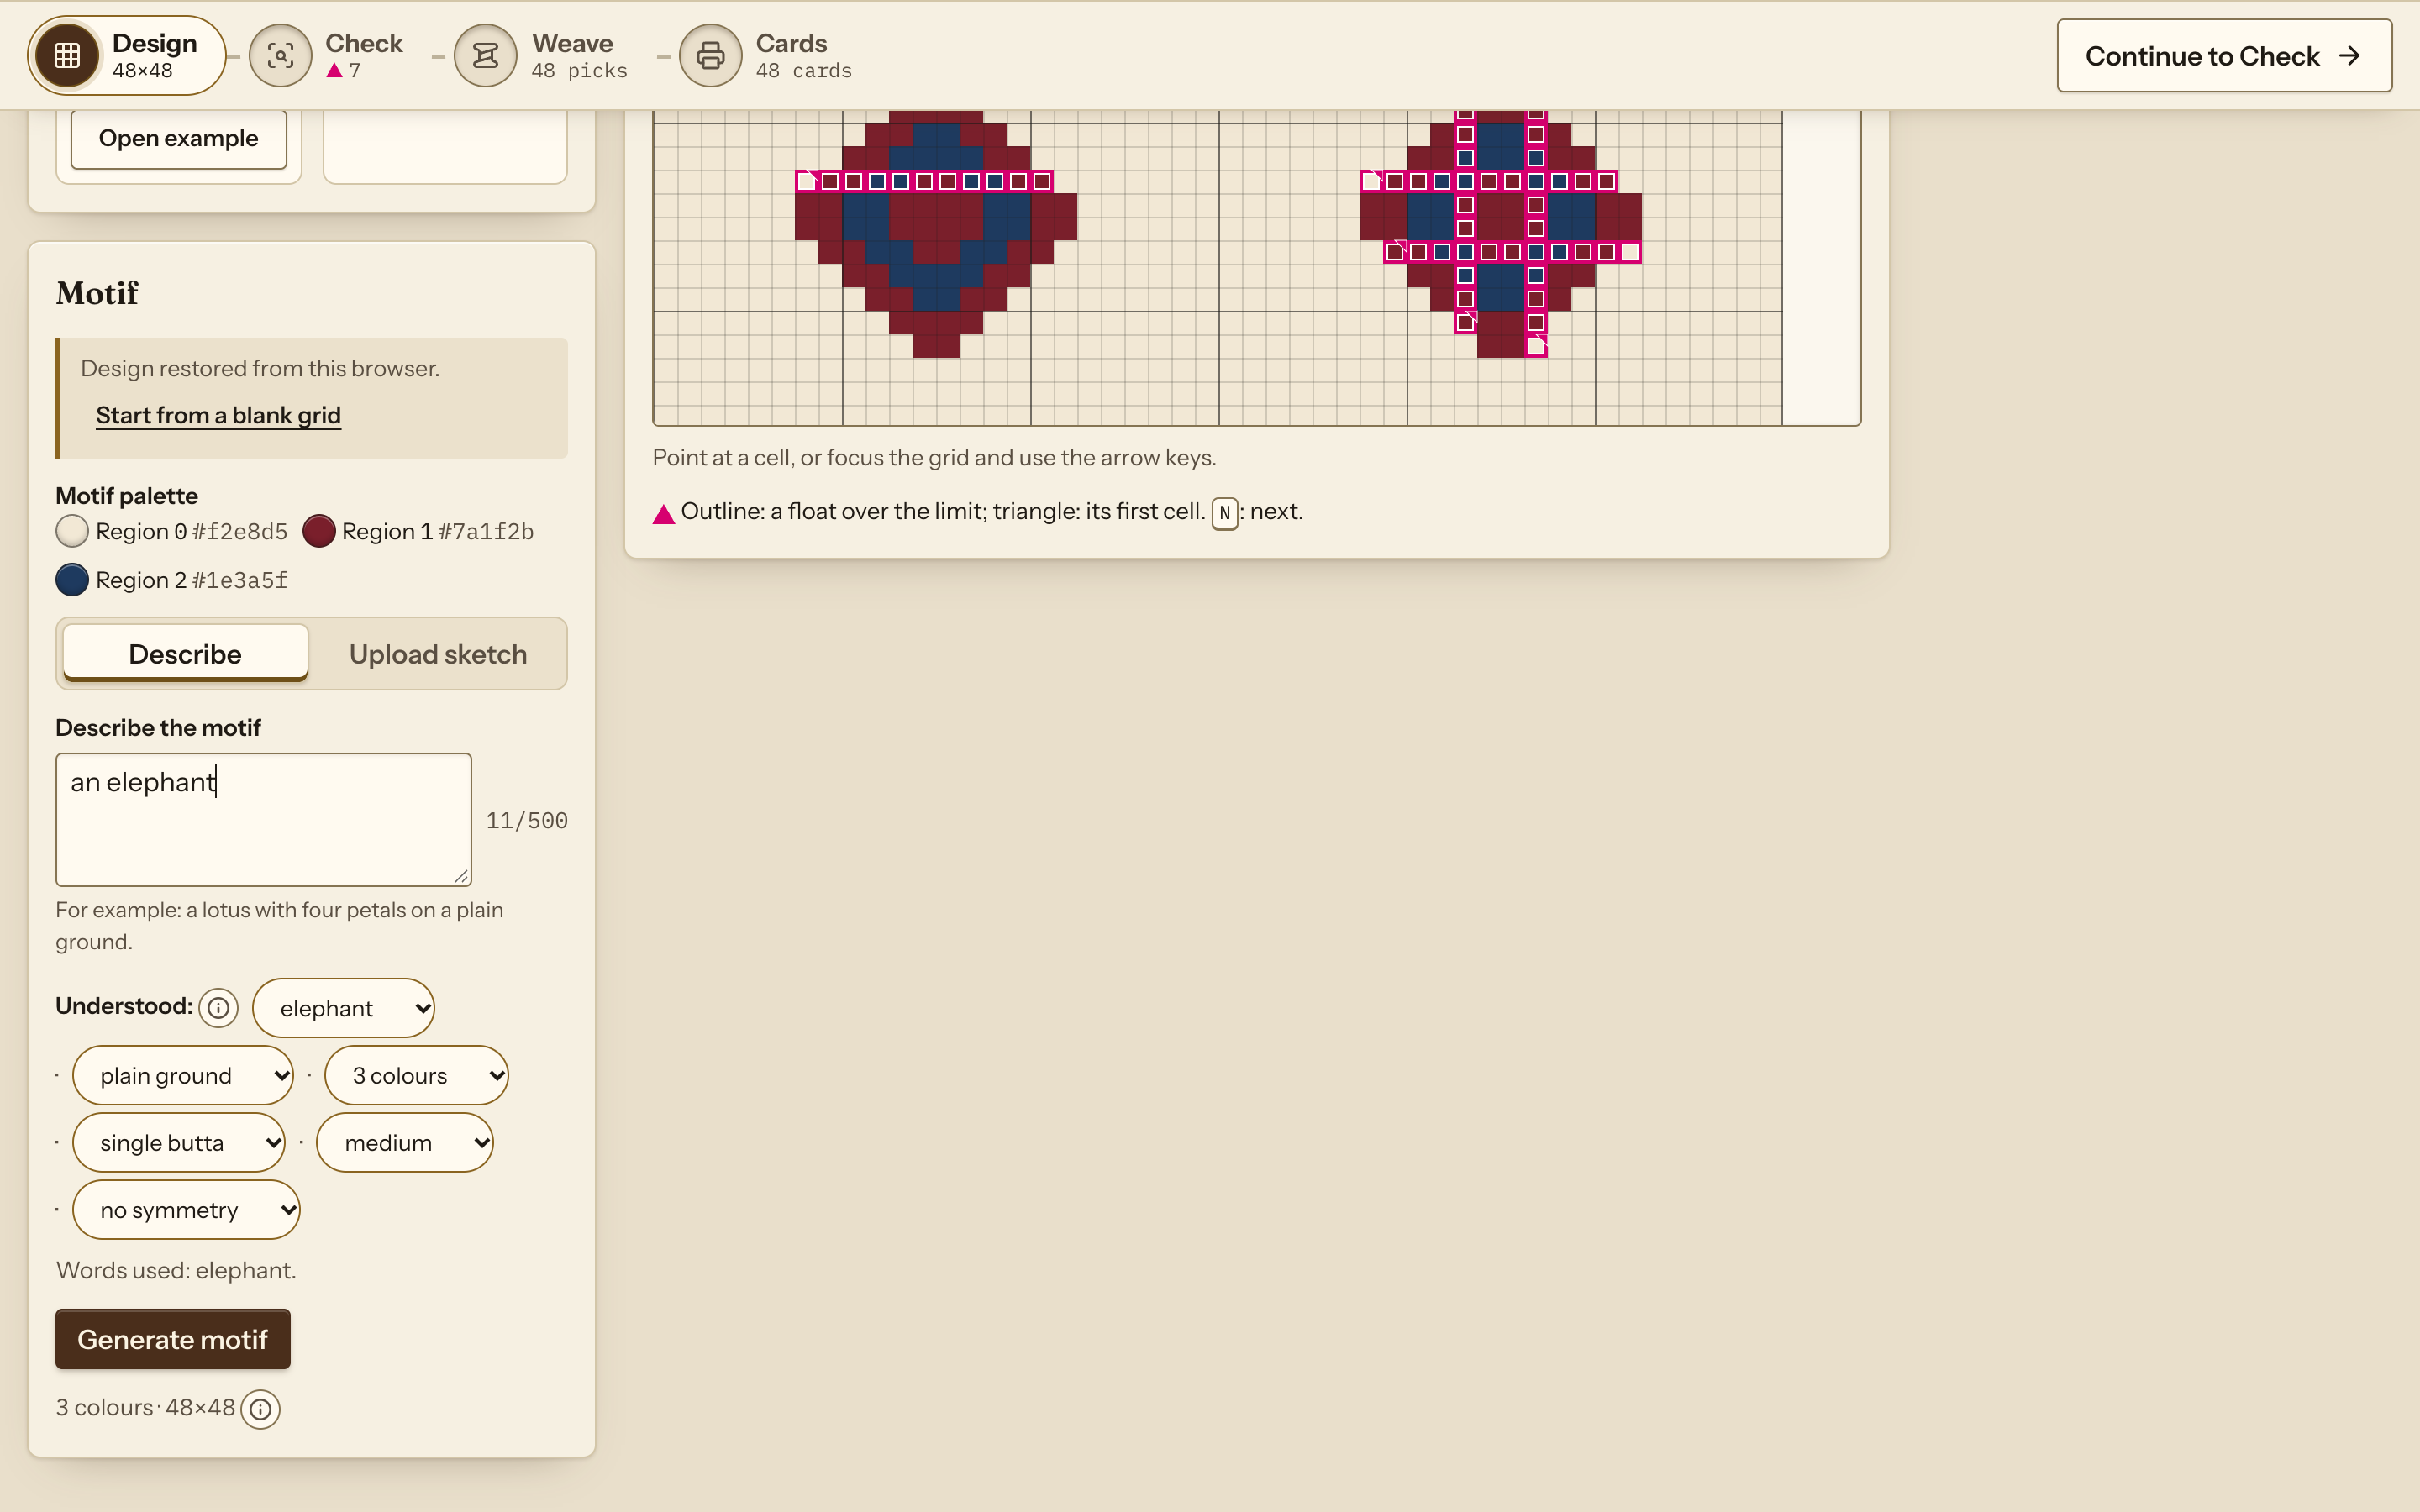 Design
48×48
Check
7
Weave
48 picks
Cards
48 cards
Continue to Check
Open example
Motif
Design restored from this browser.
Start from a blank grid
Motif palette
Region 0 #f2e8d5 Region 1 #7a1f2b
Region 2 #1e3a5f
Describe Upload sketch
Describe the motif
an elephant
11/500
For example: a lotus with four petals on a plain
ground.
Understood: elephant
· plain ground · 3 colours
· single butta · medium
· no symmetry
Words used: elephant.
Generate motif
3 colours · 48×48
Point at a cell, or focus the grid and use the arrow keys.
Outline: a float over the limit; triangle: its first cell. N: next.